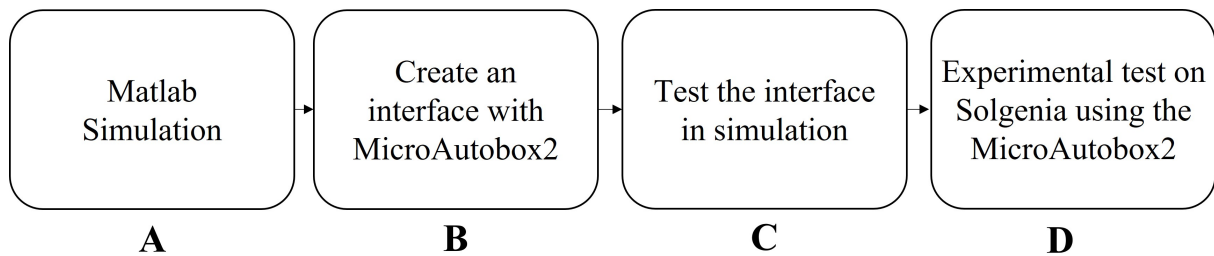 Matlab
Simulation
Create an
interface with
MicroAutobox2
Test the interface
in simulation
Experimental test on
Solgenia using the
MicroAutobox2
A
B
C
D